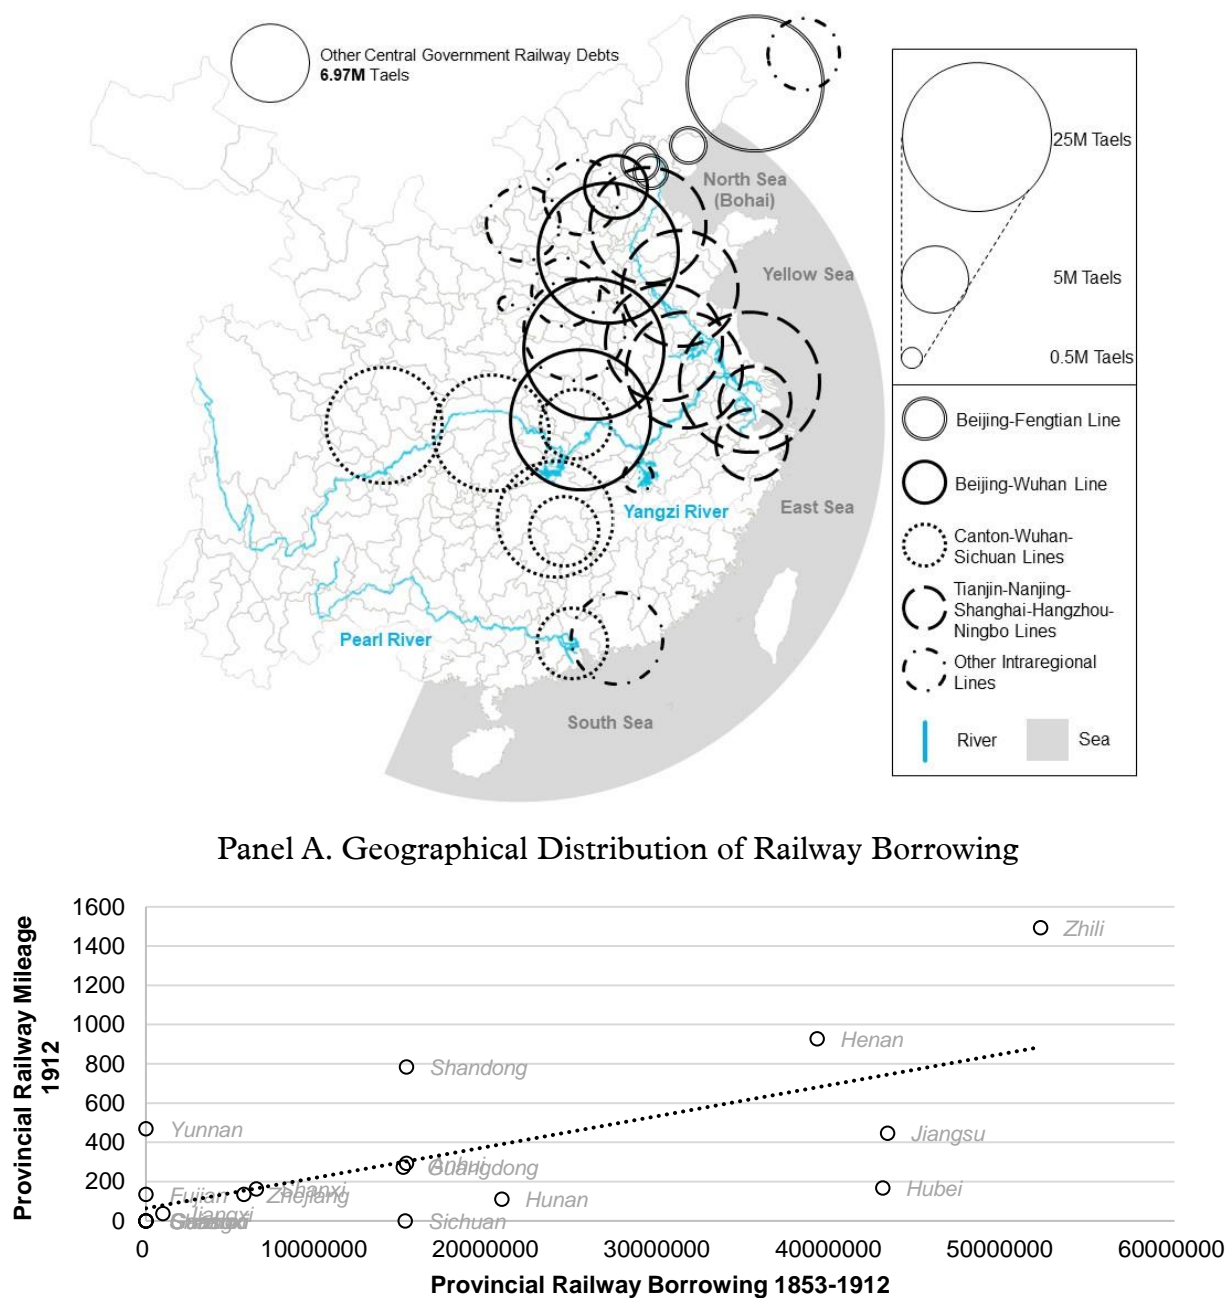 Other Central Government Railway Debts
6.97M Taels
North Sea
(Bohai)
Yellow Sea
East Sea
South Sea
Yangzi River
Pearl River
25M Taels
5M Taels
0.5M Taels
Beijing-Fengtian Line
Beijing-Wuhan Line
Canton-Wuhan-
Sichuan Lines
Tianjin-Nanjing-
Shanghai-Hangzhou-
Ningbo Lines
Other Intraregional
Lines
River
Sea
Panel A. Geographical Distribution of Railway Borrowing
Provincial Railway Mileage
1912
1600
1400
1200
1000
800
600
400
200
0
Zhili
Henan
Shandong
Yunnan
Jiangsu
Anhui
Guangdong
Shanxi
Fujian
Zhejiang
Hubei
Hunan
Jiangxi
Sichuan
0
10000000
20000000
30000000
40000000
50000000
60000000
Provincial Railway Borrowing 1853-1912